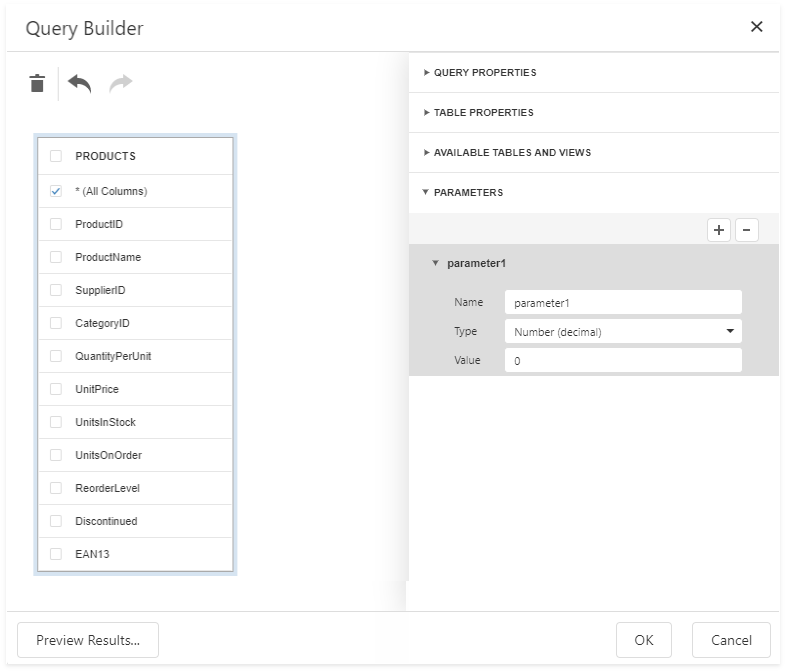 Query Builder
PRODUCTS
* (All Columns)
ProductID
ProductName
SupplierID
CategoryID
QuantityPerUnit
UnitPrice
UnitsInStock
UnitsOnOrder
ReorderLevel
Discontinued
EAN13
QUERY PROPERTIES
TABLE PROPERTIES
AVAILABLE TABLES AND VIEWS
PARAMETERS
parameter1
Name parameter1
Type Number (decimal)
Value 0
Preview Results... OK Cancel